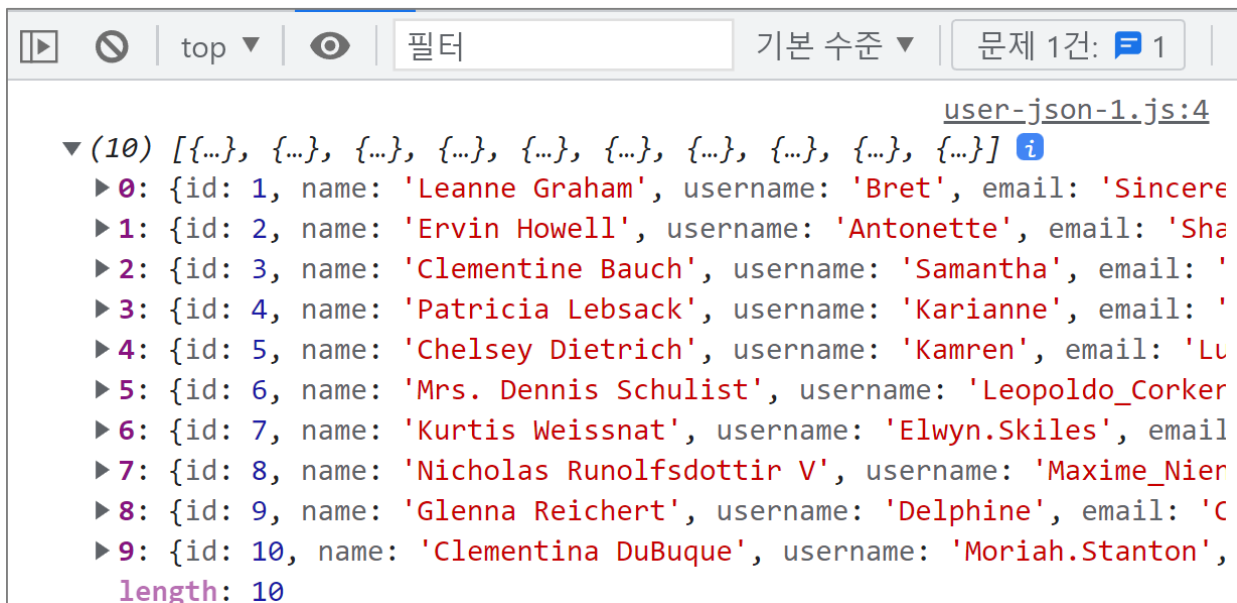 top ▼ 필터 기본 수준 ▼ 문제 1건: 1
user-json-1.js:4
▼(10) [{…}, {…}, {…}, {…}, {…}, {…}, {…}, {…}, {…}, {…}] i
▶0: {id: 1, name: 'Leanne Graham', username: 'Bret', email: 'Sincere
▶1: {id: 2, name: 'Ervin Howell', username: 'Antonette', email: 'Sha
▶2: {id: 3, name: 'Clementine Bauch', username: 'Samantha', email: '
▶3: {id: 4, name: 'Patricia Lebsack', username: 'Karianne', email: '
▶4: {id: 5, name: 'Chelsey Dietrich', username: 'Kamren', email: 'Lu
▶5: {id: 6, name: 'Mrs. Dennis Schulist', username: 'Leopoldo_Corker
▶6: {id: 7, name: 'Kurtis Weissnat', username: 'Elwyn.Skiles', email
▶7: {id: 8, name: 'Nicholas Runolfsdottir V', username: 'Maxime_Nien
▶8: {id: 9, name: 'Glenna Reichert', username: 'Delphine', email: 'C
▶9: {id: 10, name: 'Clementina DuBuque', username: 'Moriah.Stanton',
length: 10